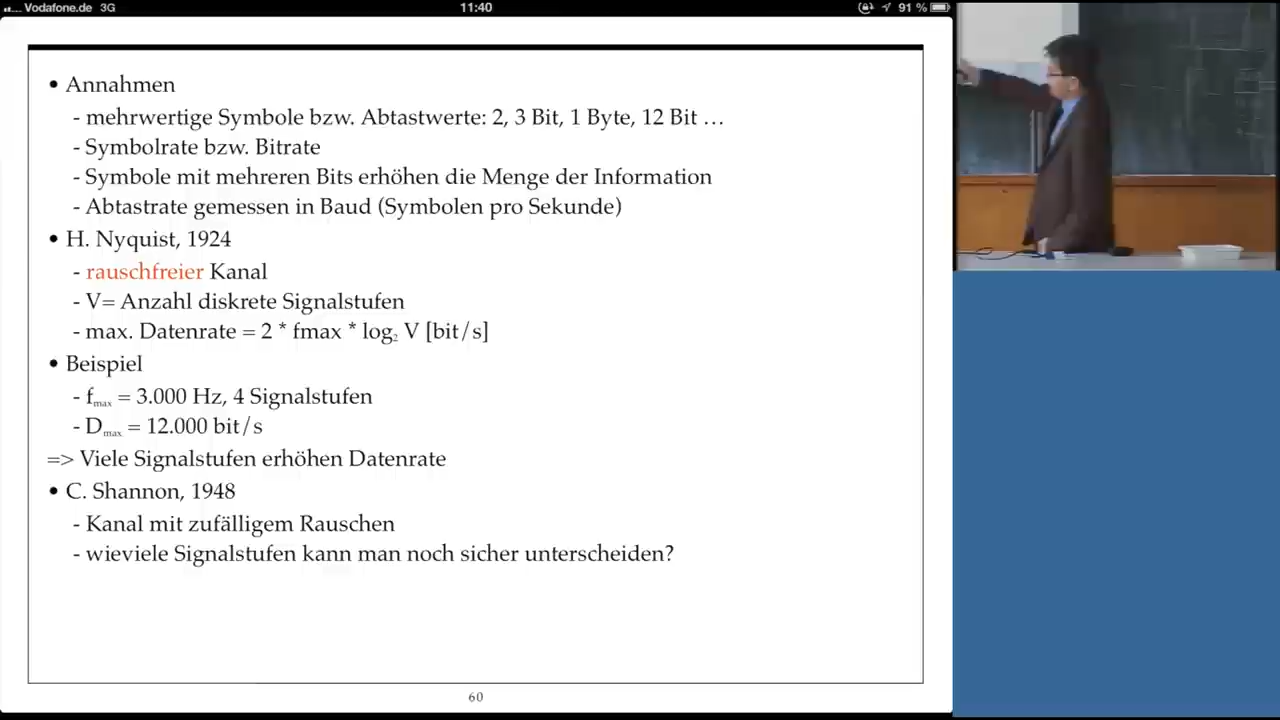 Vodafone.de 3G 11:40 91 %
• Annahmen
- mehrwertige Symbole bzw. Abtastwerte: 2, 3 Bit, 1 Byte, 12 Bit …
- Symbolrate bzw. Bitrate
- Symbole mit mehreren Bits erhöhen die Menge der Information
- Abtastrate gemessen in Baud (Symbolen pro Sekunde)
• H. Nyquist, 1924
- rauschfreier Kanal
- V= Anzahl diskrete Signalstufen
- max. Datenrate = 2 * fmax * log₂ V [bit/s]
• Beispiel
- fmax = 3.000 Hz, 4 Signalstufen
- Dmax = 12.000 bit/s
=> Viele Signalstufen erhöhen Datenrate
• C. Shannon, 1948
- Kanal mit zufälligem Rauschen
- wieviele Signalstufen kann man noch sicher unterscheiden?
60